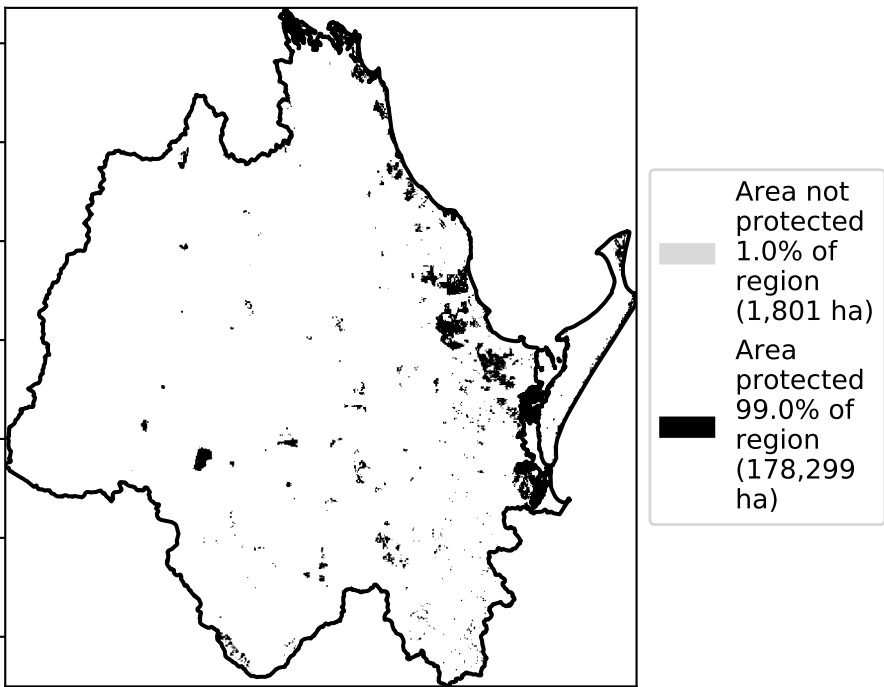 Area not
protected
1.0% of
region
(1,801 ha)
Area
protected
99.0% of
region
(178,299
ha)